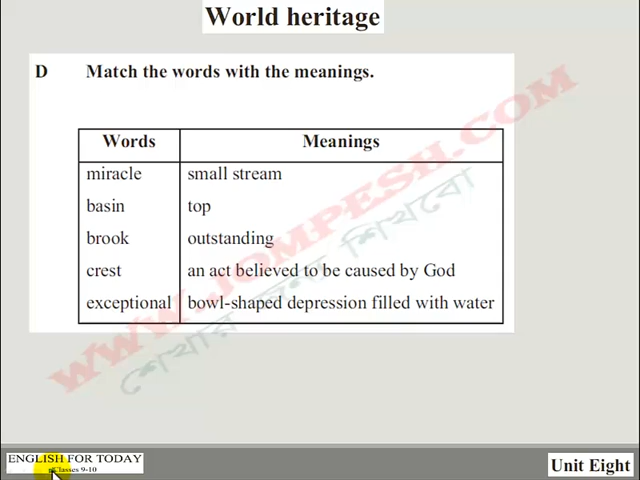 World heritage
D Match the words with the meanings.
Words Meanings
miracle small stream
basin top
brook outstanding
crest an act believed to be caused by God
exceptional bowl-shaped depression filled with water
WWW.JOMPESH.COM
শেখার জন্য শিখবো
ENGLISH FOR TODAY
Classes 9-10
Unit Eight